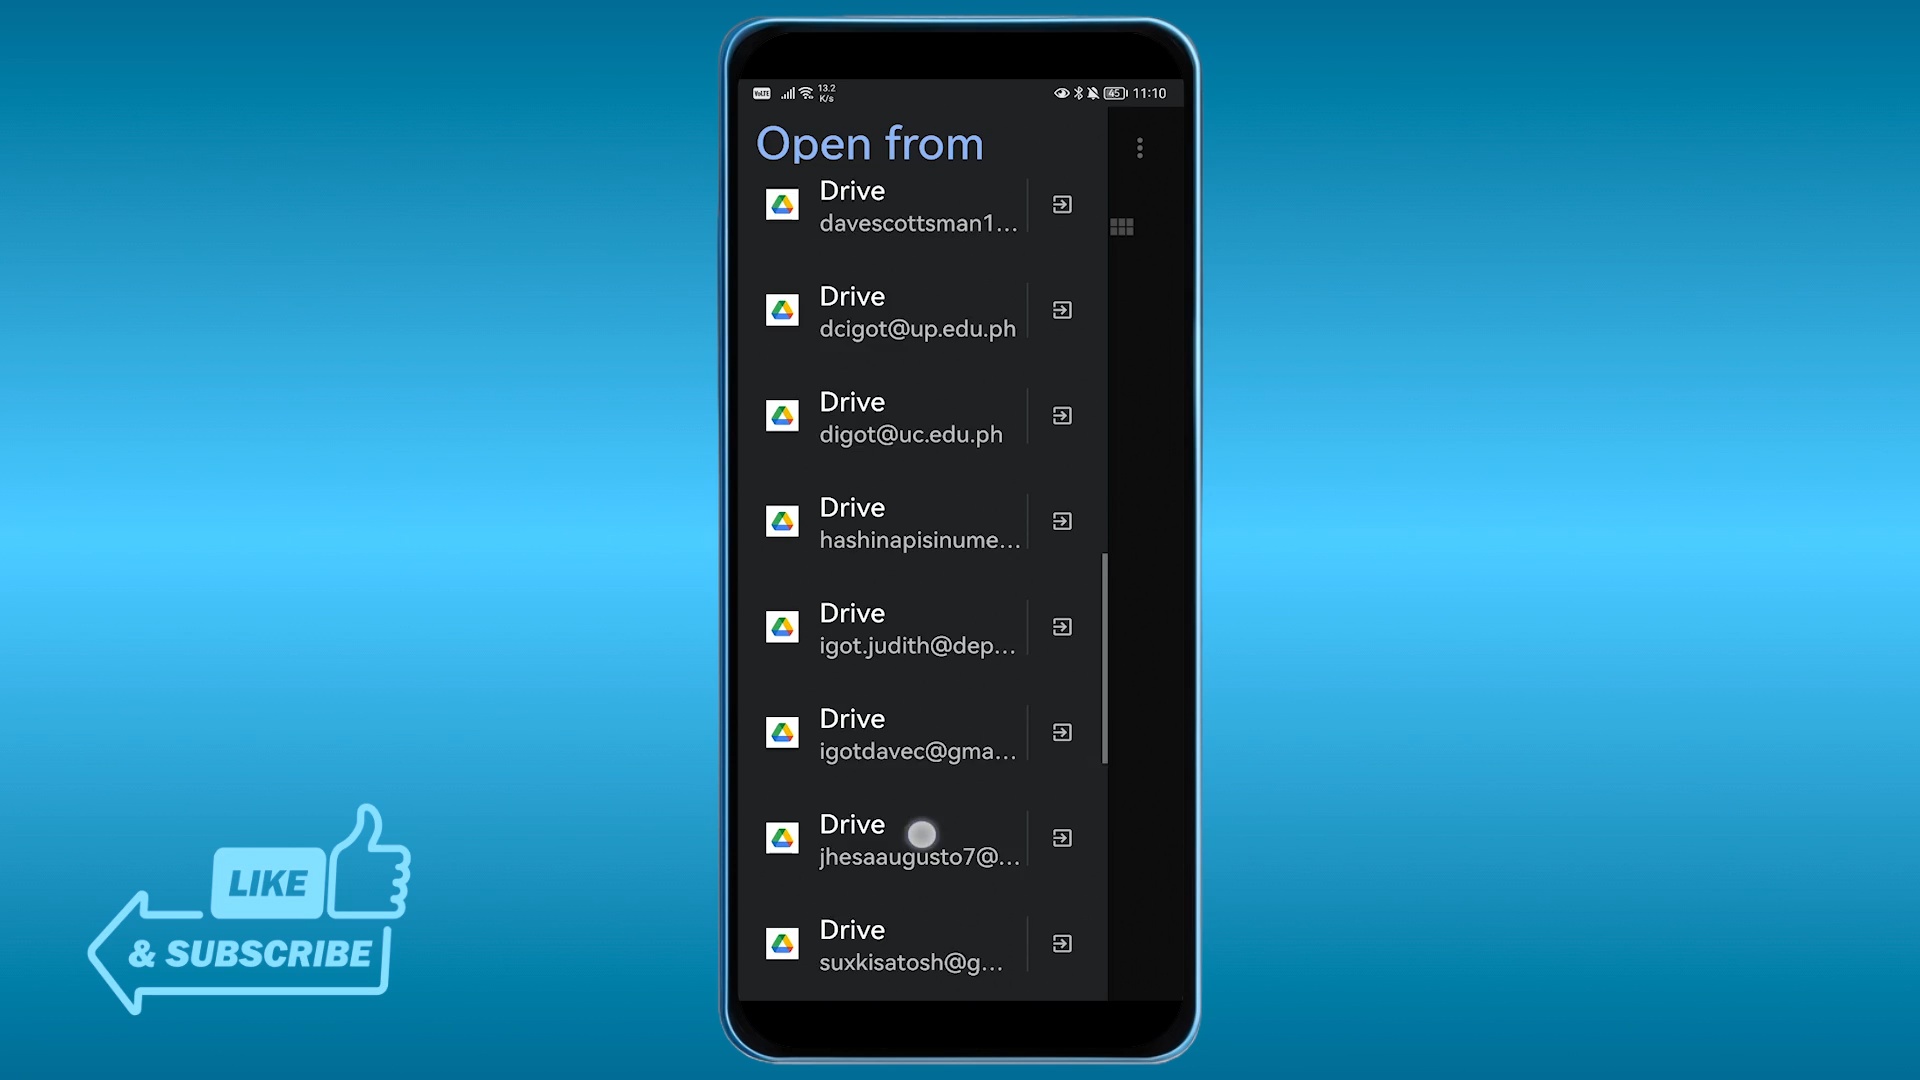 VoLTE 13.2 K/s 45 11:10
Open from
Drive
davescottsman1...
Drive
dcigot@up.edu.ph
Drive
digot@uc.edu.ph
Drive
hashinapisinume...
Drive
igot.judith@dep...
Drive
igotdavec@gma...
Drive
jhesaaugusto7@...
Drive
suxkisatosh@g...
LIKE
& SUBSCRIBE